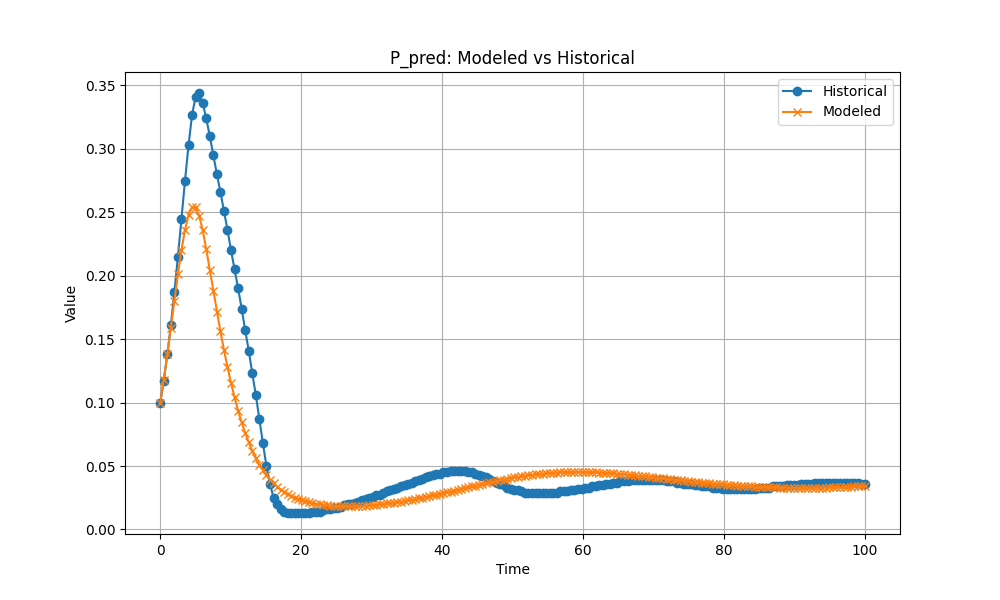 P_pred: Modeled vs Historical
Historical
Modeled
0.35
0.30
0.25
0.20
0.15
0.10
0.05
0.00
Value
0 20 40 60 80 100
Time